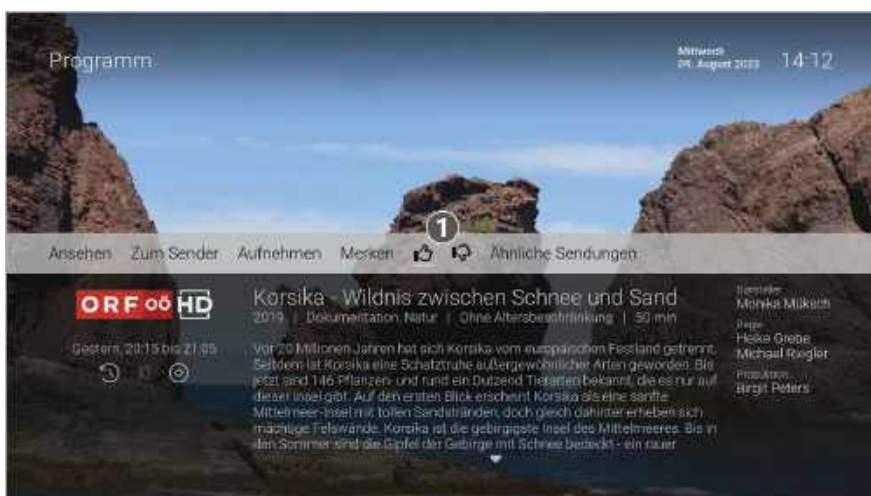 Programm
Mittwoch
09. August 2023
14:12
1
Ansehen Zum Sender Aufnehmen Merken Ähnliche Sendungen
ORF oö HD
Korsika - Wildnis zwischen Schnee und Sand
2019 | Dokumentation, Natur | Ohne Altersbeschränkung | 50 min
Gestern, 20:15 bis 21:05
Vor 20 Millionen Jahren hat sich Korsika vom europäischen Festland getrennt.
Seitdem ist Korsika eine Schatztruhe außergewöhnlicher Arten geworden. Bis
jetzt sind 146 Pflanzen- und rund ein Dutzend Tierarten bekannt, die es nur auf
dieser Insel gibt. Auf den ersten Blick erscheint Korsika als eine sanfte
Mittelmeer-Insel mit tollen Sandstränden, doch gleich dahinter erheben sich
mächtige Felswände. Korsika ist die gebirgigste Insel des Mittelmeeres. Bis in
den Sommer sind die Gipfel der Gebirge mit Schnee bedeckt - ein rauer
Darsteller
Monika Müksch
Regie
Heike Grebe
Michael Riegler
Produktion
Birgit Peters